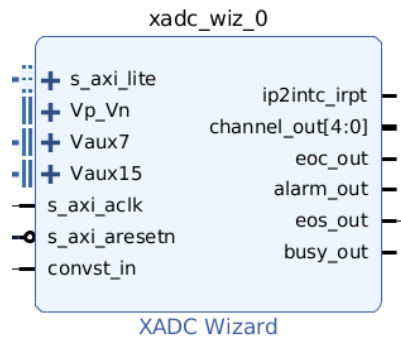 xadc_wiz_0
s_axi_lite
Vp_Vn
Vaux7
Vaux15
s_axi_aclk
s_axi_aresetn
convst_in
ip2intc_irpt
channel_out[4:0]
eoc_out
alarm_out
eos_out
busy_out
XADC Wizard